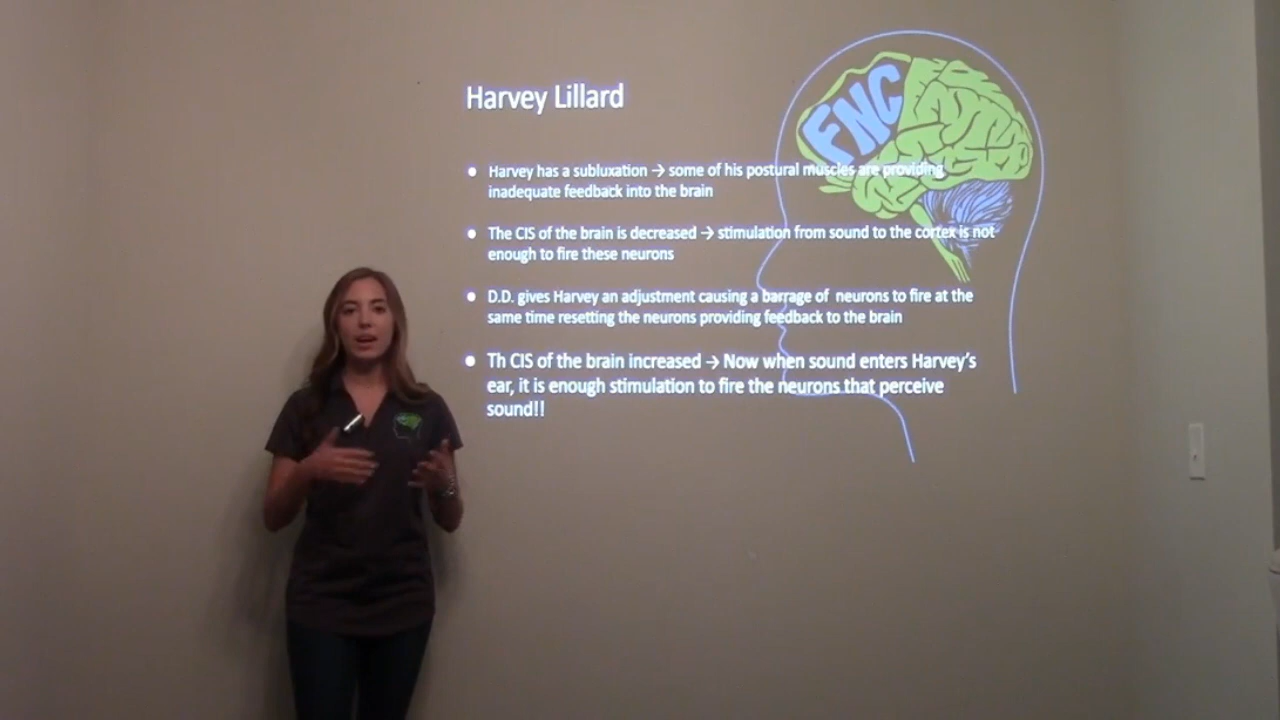 FNC
Harvey Lillard
● Harvey has a subluxation → some of his postural muscles are providing
inadequate feedback into the brain
● The CIS of the brain is decreased → stimulation from sound to the cortex is not
enough to fire these neurons
● D.D. gives Harvey an adjustment causing a barrage of neurons to fire at the
same time resetting the neurons providing feedback to the brain
● Th CIS of the brain increased → Now when sound enters Harvey's
ear, it is enough stimulation to fire the neurons that perceive
sound!!